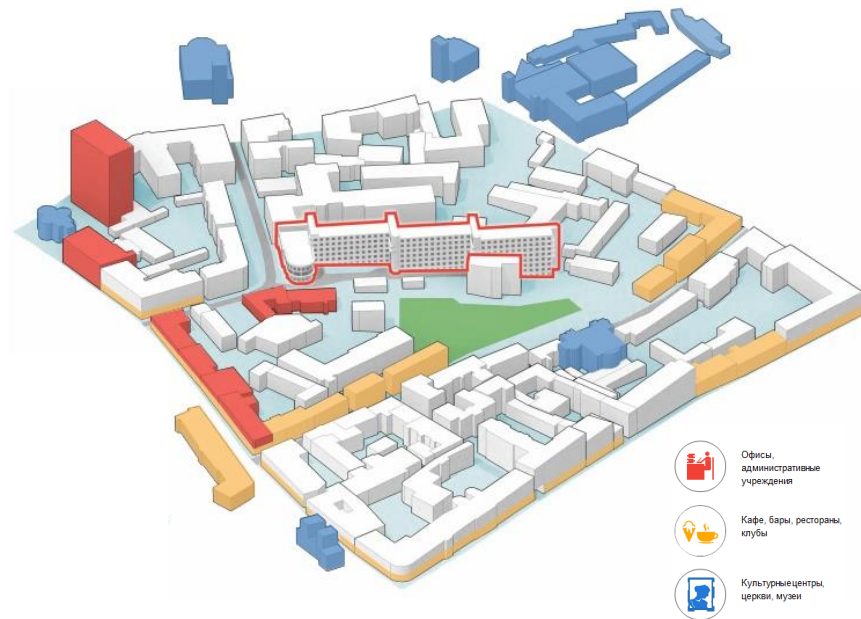 Офисы,
административные
учреждения
Кафе, бары, рестораны,
клубы
Культурные центры,
церкви, музеи